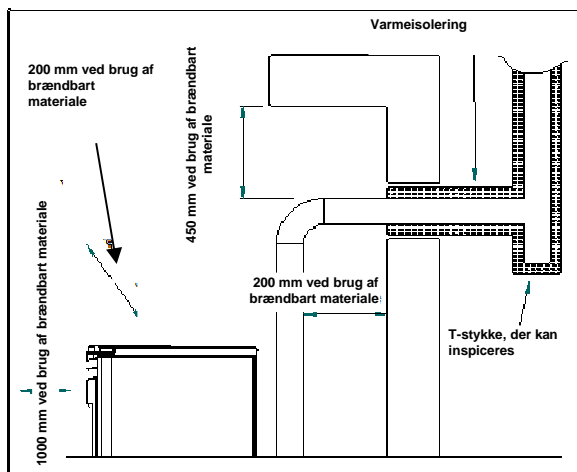 Varmeisolering
200 mm ved brug af
brændbart
materiale
450 mm ved brug af brændbart
materiale
1000 mm ved brug af brændbart materiale
200 mm ved brug af
brændbart materiale
T-stykke, der kan
inspiceres